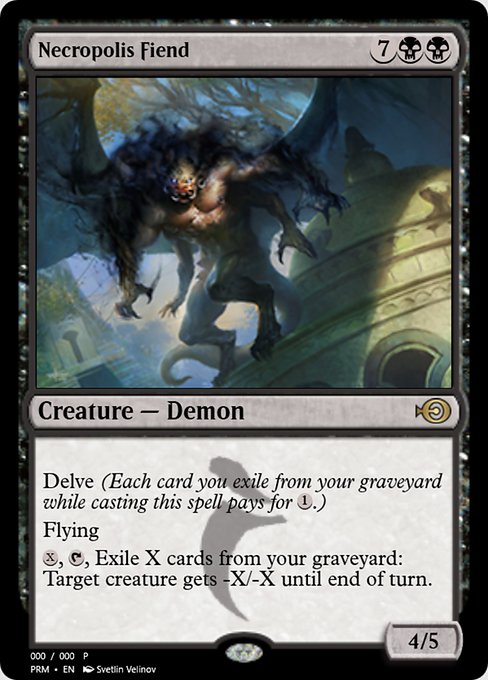 Necropolis Fiend 7
Creature — Demon
Delve (Each card you exile from your graveyard
while casting this spell pays for 1.)
Flying
X, , Exile X cards from your graveyard:
Target creature gets -X/-X until end of turn.
4/5
000 / 000 P
PRM • EN Svetlin Velinov